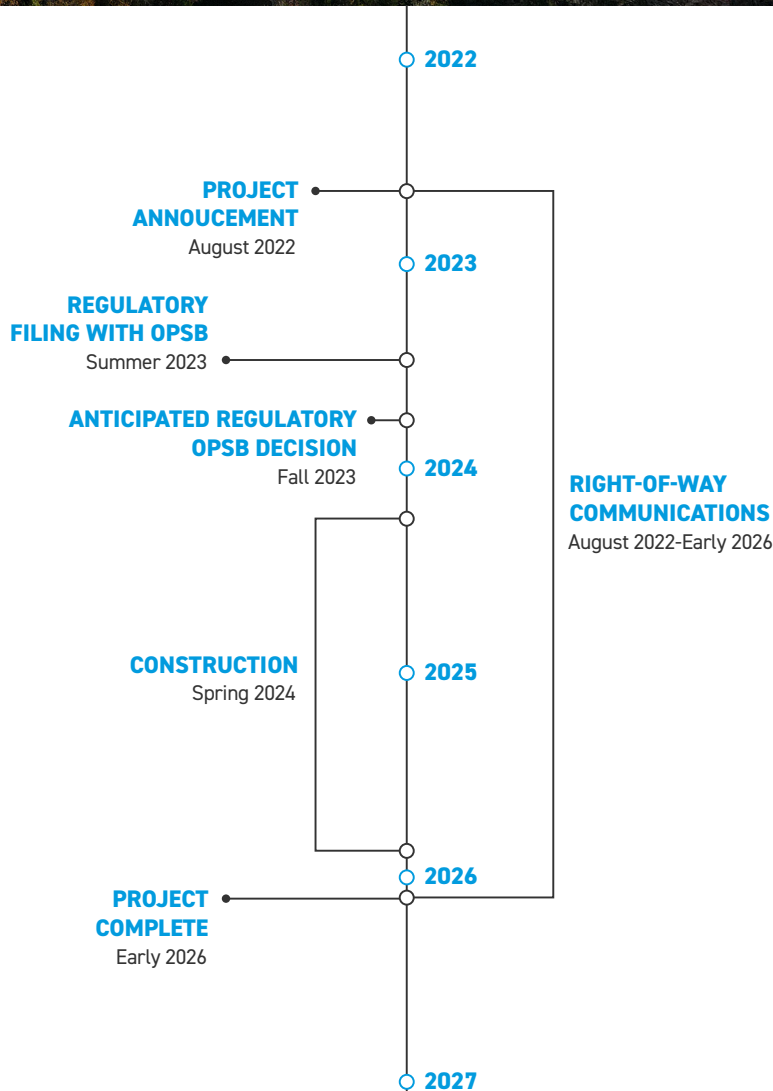 2022
PROJECT
ANNOUCEMENT
August 2022
2023
REGULATORY
FILING WITH OPSB
Summer 2023
ANTICIPATED REGULATORY
OPSB DECISION
Fall 2023
2024
RIGHT-OF-WAY
COMMUNICATIONS
August 2022-Early 2026
CONSTRUCTION
Spring 2024
2025
2026
PROJECT
COMPLETE
Early 2026
2027